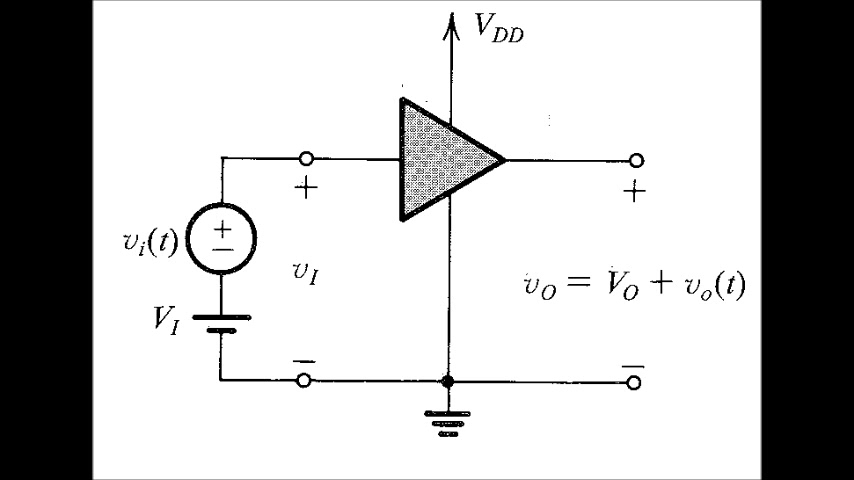 V_DD
+ +
+ −
v_i(t)
v_I
v_O = V_O + v_o(t)
V_I
− −